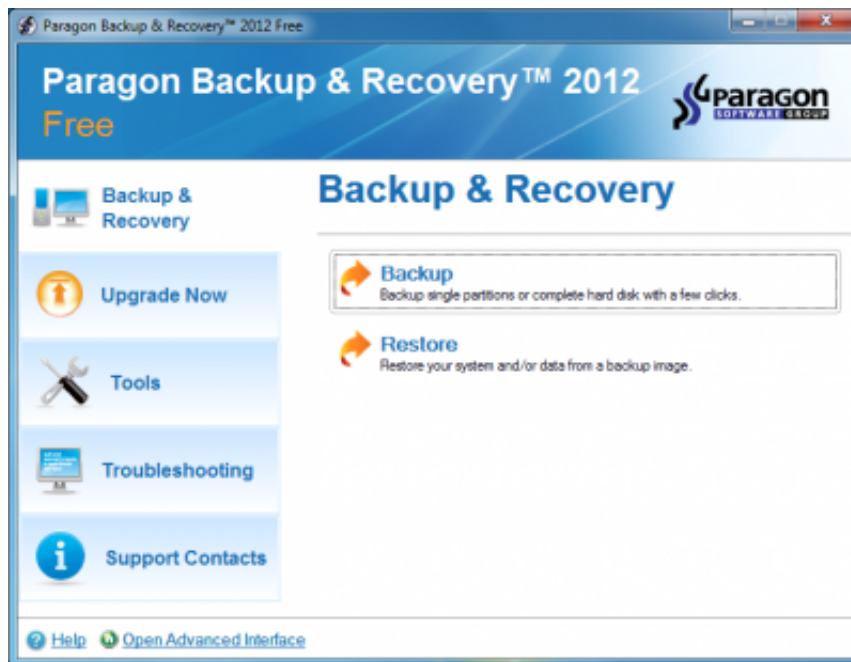 Paragon Backup & Recovery™ 2012 Free
Paragon Backup & Recovery™ 2012
Free
paragon
SOFTWARE GROUP
Backup &
Recovery
Upgrade Now
Tools
Troubleshooting
Support Contacts
Backup & Recovery
Backup
Backup single partitions or complete hard disk with a few clicks.
Restore
Restore your system and/or data from a backup image.
Help
Open Advanced Interface